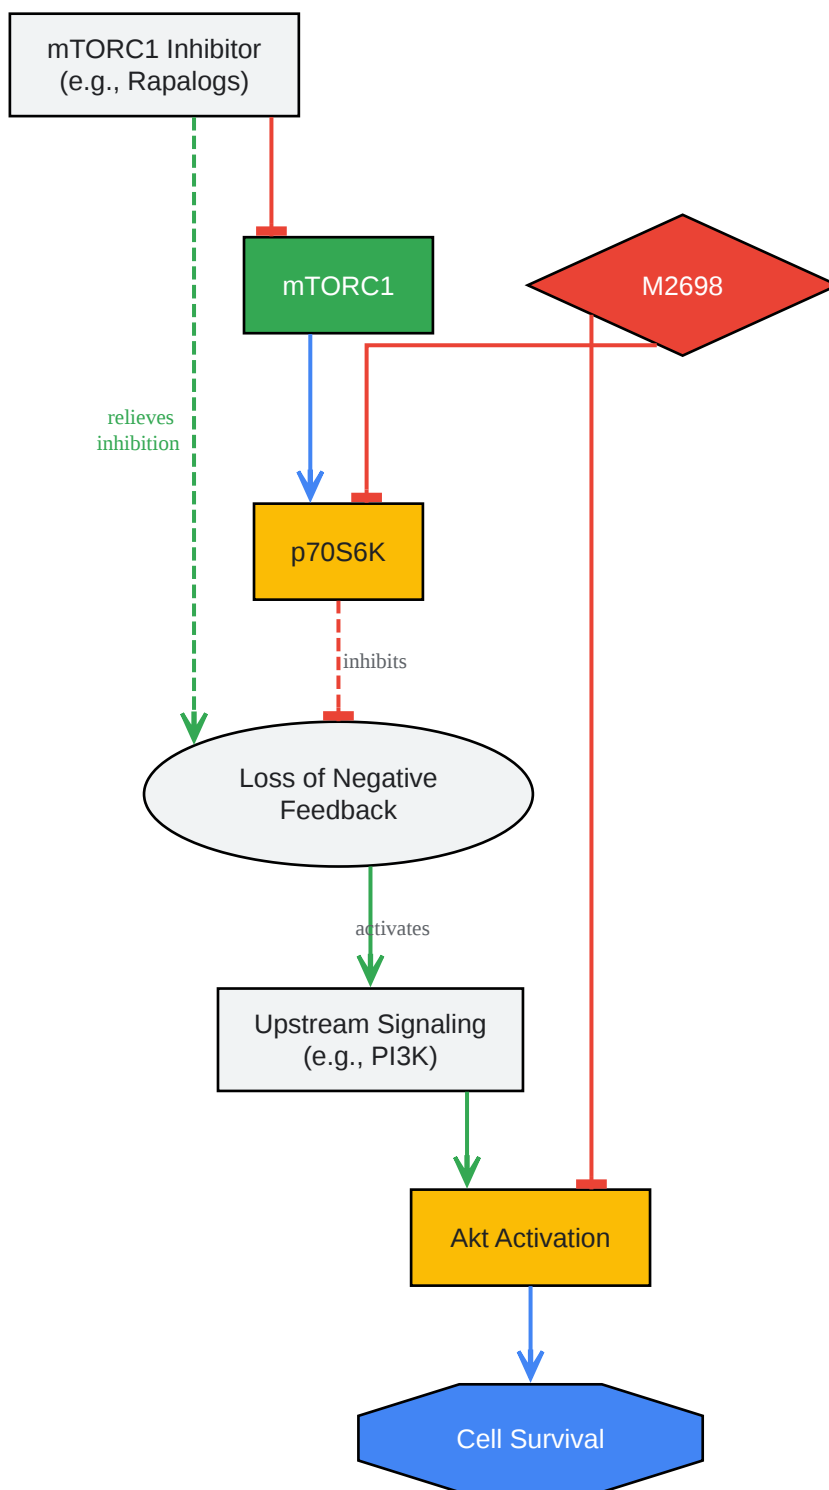 mTORC1 Inhibitor
(e.g., Rapalogs)
mTORC1
M2698
relieves
inhibition
p70S6K
inhibits
Loss of Negative
Feedback
activates
Upstream Signaling
(e.g., PI3K)
Akt Activation
Cell Survival